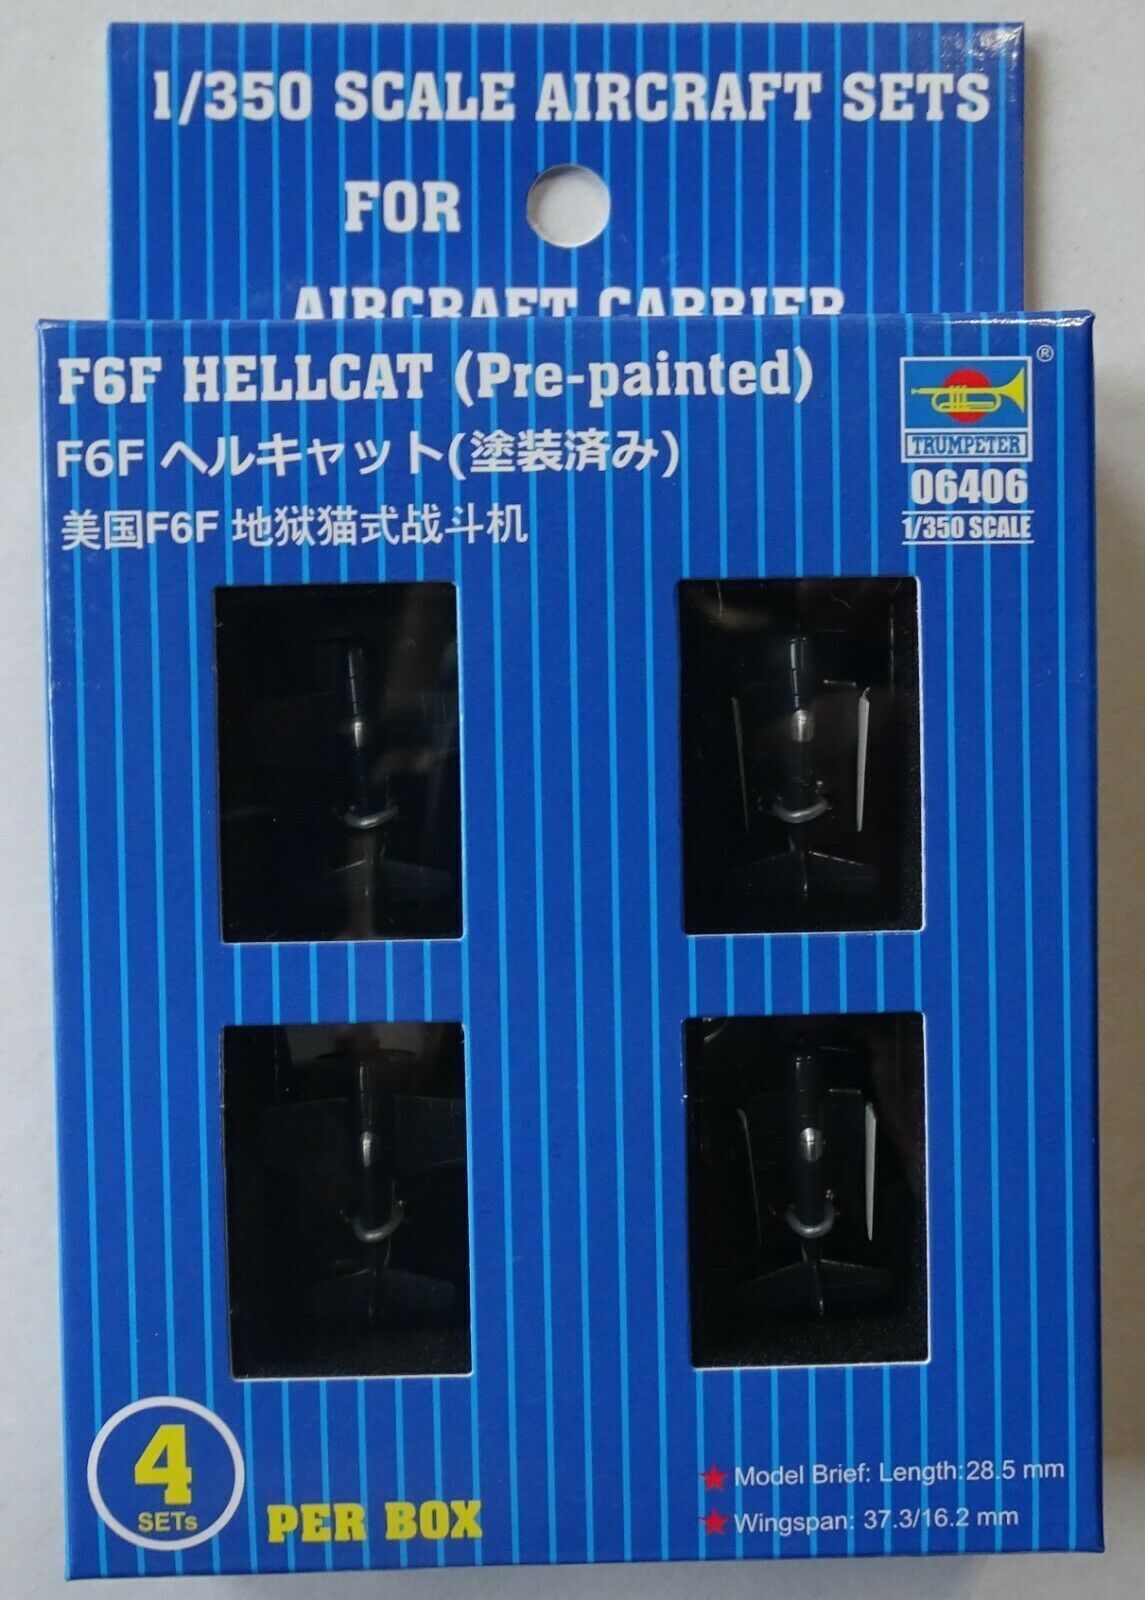 1/350 SCALE AIRCRAFT SETS
FOR
AIRCRAFT CARRIER
F6F HELLCAT (Pre-painted)
F6F ヘルキャット(塗装済み)
美国F6F 地狱猫式战斗机
®
TRUMPETER
06406
1/350 SCALE
4
SETs
PER BOX
★ Model Brief: Length:28.5 mm
★ Wingspan: 37.3/16.2 mm